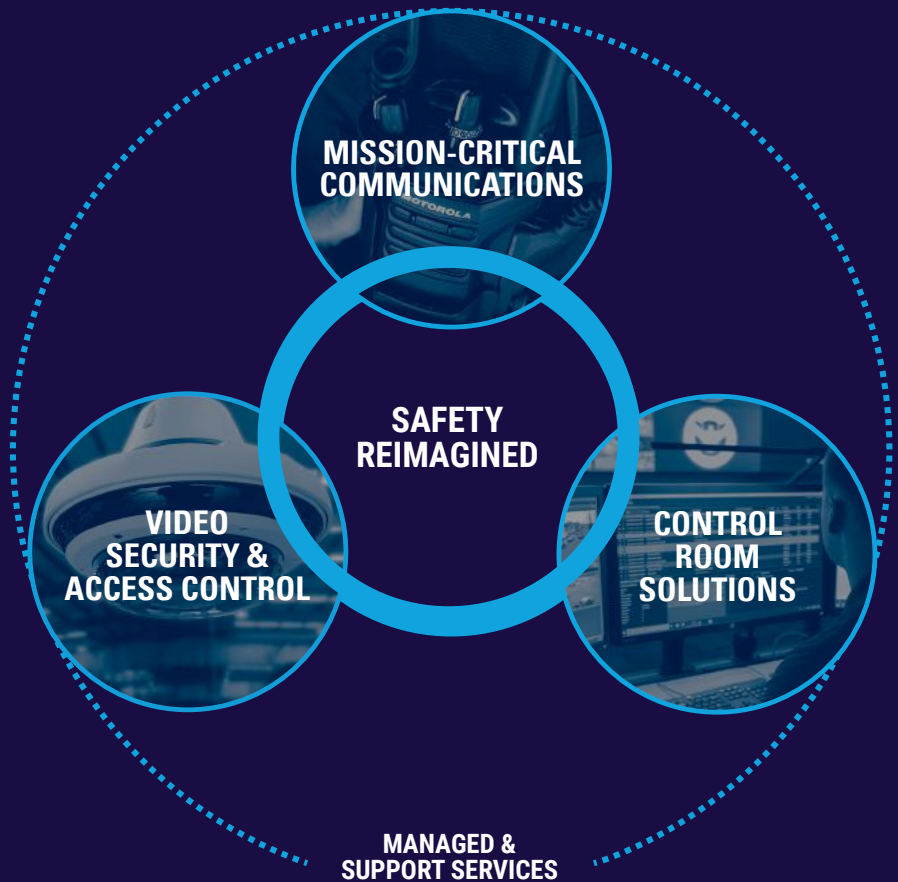 MISSION-CRITICAL
COMMUNICATIONS
MOTOROLA
SAFETY
REIMAGINED
VIDEO
SECURITY &
ACCESS CONTROL
CONTROL
ROOM
SOLUTIONS
MANAGED &
SUPPORT SERVICES